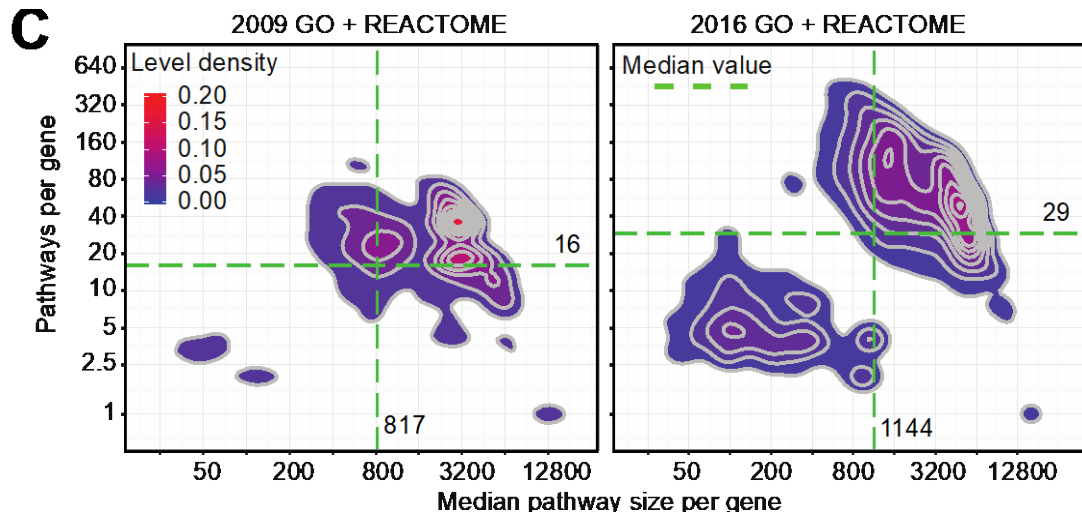 C
2009 GO + REACTOME
2016 GO + REACTOME
Level density
0.20
0.15
0.10
0.05
0.00
Median value
Pathways per gene
640
320
160
80
40
20
10
5
2.5
1
16
817
29
1144
50 200 800 3200 12800
50 200 800 3200 12800
Median pathway size per gene